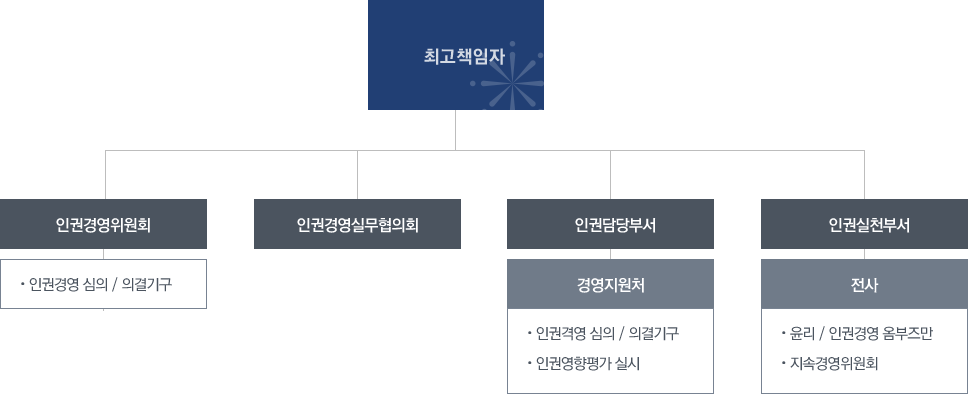 최고책임자
인권경영위원회
인권경영실무협의회
인권담당부서
인권실천부서
· 인권경영 심의 / 의결기구
경영지원처
전사
· 인권격영 심의 / 의결기구
· 인권영향평가 실시
· 윤리 / 인권경영 옴부즈만
· 지속경영위원회